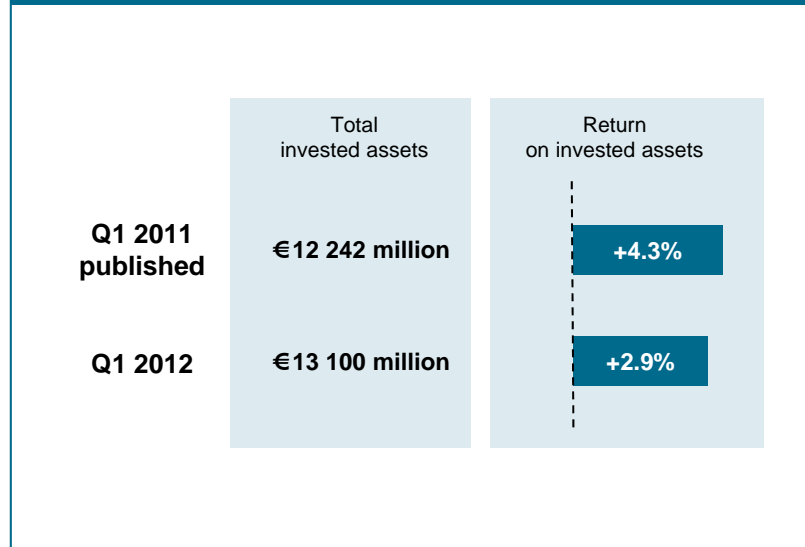 Total
invested assets
Return
on invested assets
Q1 2011
published
€12 242 million
+4.3%
Q1 2012
€13 100 million
+2.9%